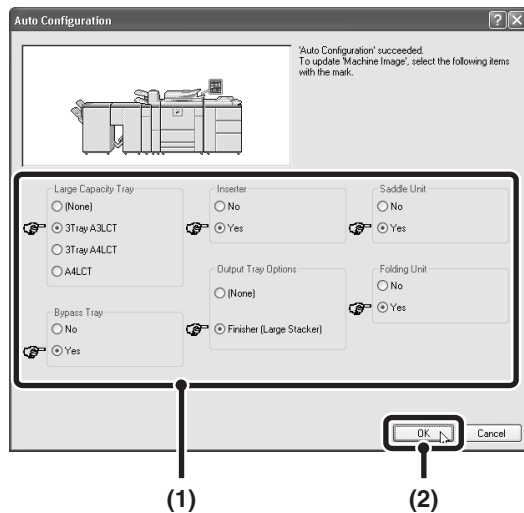 Auto Configuration
'Auto Configuration' succeeded.
To update 'Machine Image', select the following items
with the mark.
Large Capacity Tray
(None)
3Tray A3LCT
3Tray A4LCT
A4LCT
Bypass Tray
No
Yes
Inserter
No
Yes
Output Tray Options
(None)
Finisher (Large Stacker)
Saddle Unit
No
Yes
Folding Unit
No
Yes
OK
Cancel
(1)
(2)